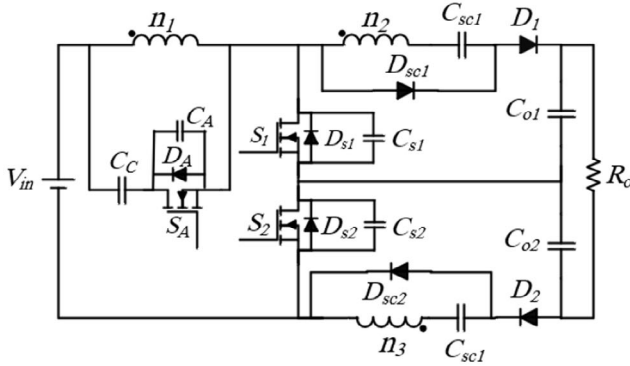 n1
n2
Csc1
D1
Dsc1
Co1
CA
DA
S1
Ds1
Cs1
Vin
CC
SA
Ro
S2
Ds2
Cs2
Co2
Dsc2
D2
n3
Csc1